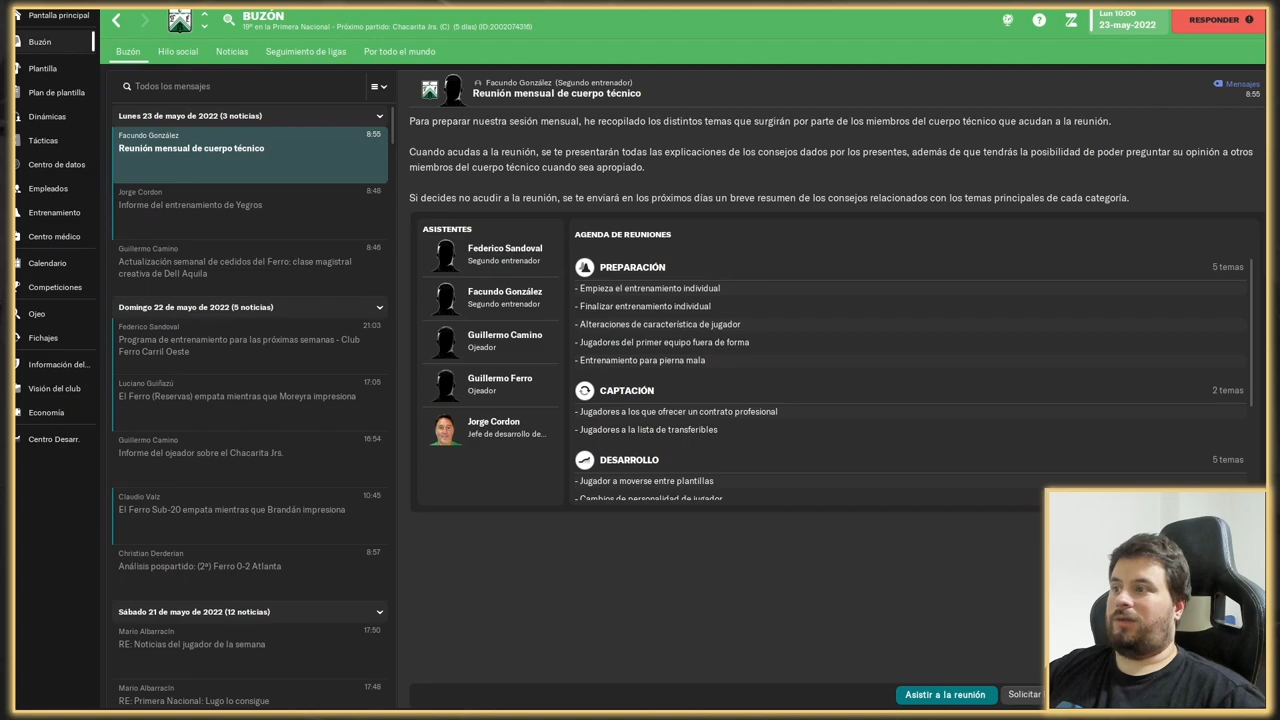 Pantalla principal
Buzón
Plantilla
Plan de plantilla
Dinámicas
Tácticas
Centro de datos
Empleados
Entrenamiento
Centro médico
Calendario
Competiciones
Ojeo
Fichajes
Información del...
Visión del club
Economía
Centro Desarr.
BUZÓN
19º en la Primera Nacional - Próximo partido: Chacarita Jrs. (C) (5 días) (ID:2002074316)
Lun 10:00
23-may-2022
RESPONDER
Buzón
Hilo social
Noticias
Seguimiento de ligas
Por todo el mundo
Todos los mensajes
Lunes 23 de mayo de 2022 (3 noticias)
Facundo González 8:55
Reunión mensual de cuerpo técnico
Jorge Cordon 8:48
Informe del entrenamiento de Yegros
Guillermo Camino 8:46
Actualización semanal de cedidos del Ferro: clase magistral
creativa de Dell Aquila
Domingo 22 de mayo de 2022 (5 noticias)
Federico Sandoval 21:03
Programa de entrenamiento para las próximas semanas - Club
Ferro Carril Oeste
Luciano Guiñazú 17:05
El Ferro (Reservas) empata mientras que Moreyra impresiona
Guillermo Camino 16:54
Informe del ojeador sobre el Chacarita Jrs.
Claudio Valz 10:45
El Ferro Sub-20 empata mientras que Brandán impresiona
Christian Derderian 8:57
Análisis pospartido: (2º) Ferro 0-2 Atlanta
Sábado 21 de mayo de 2022 (12 noticias)
Mario Albarracín 17:50
RE: Noticias del jugador de la semana
Mario Albarracín 17:48
RE: Primera Nacional: Lugo lo consigue
Facundo González (Segundo entrenador)
Reunión mensual de cuerpo técnico
Mensajes
8:55
Para preparar nuestra sesión mensual, he recopilado los distintos temas que surgirán por parte de los miembros del cuerpo técnico que acudan a la reunión.
Cuando acudas a la reunión, se te presentarán todas las explicaciones de los consejos dados por los presentes, además de que tendrás la posibilidad de poder preguntar su opinión a otros
miembros del cuerpo técnico cuando sea apropiado.
Si decides no acudir a la reunión, se te enviará en los próximos días un breve resumen de los consejos relacionados con los temas principales de cada categoría.
ASISTENTES
Federico Sandoval
Segundo entrenador
Facundo González
Segundo entrenador
Guillermo Camino
Ojeador
Guillermo Ferro
Ojeador
Jorge Cordon
Jefe de desarrollo de...
AGENDA DE REUNIONES
PREPARACIÓN 5 temas
- Empieza el entrenamiento individual
- Finalizar entrenamiento individual
- Alteraciones de característica de jugador
- Jugadores del primer equipo fuera de forma
- Entrenamiento para pierna mala
CAPTACIÓN 2 temas
- Jugadores a los que ofrecer un contrato profesional
- Jugadores a la lista de transferibles
DESARROLLO 5 temas
- Jugador a moverse entre plantillas
- Cambios de personalidad de jugador
Asistir a la reunión
Solicitar